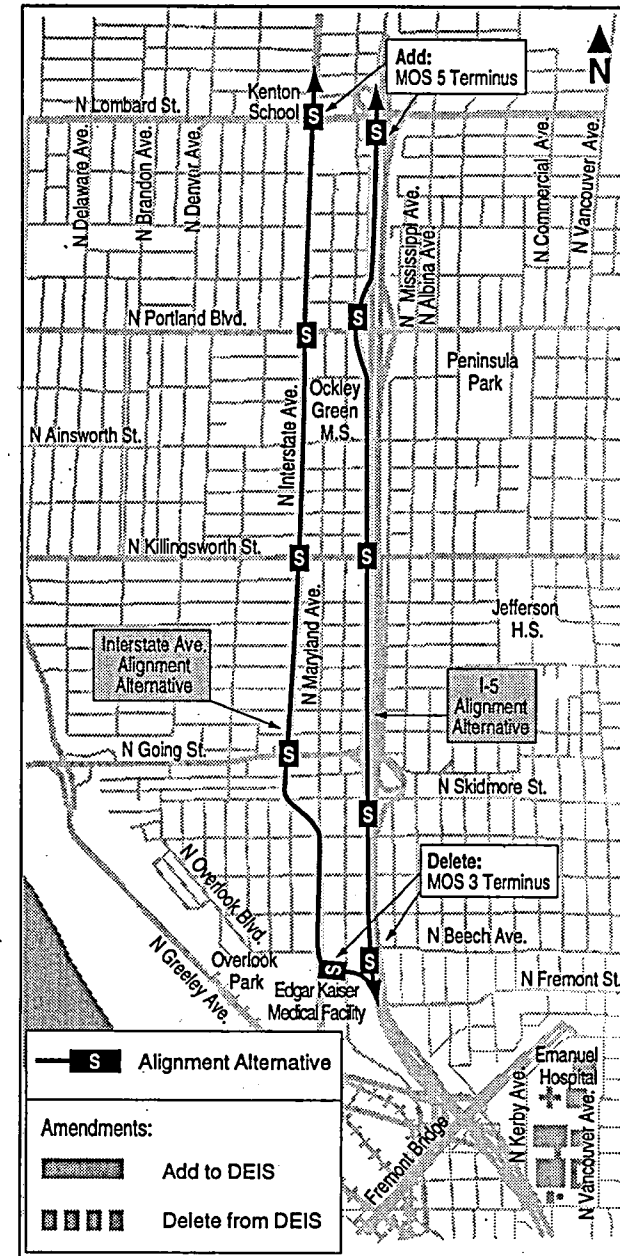 Add:
MOS 5 Terminus
N
Kenton
School
N Lombard St.
S
S
N Delaware Ave.
N Brandon Ave.
N Denver Ave.
N Mississippi Ave.
N Albina Ave.
N Commercial Ave.
N Vancouver Ave.
N Portland Blvd.
S
S
Peninsula
Park
Ockley
Green
M.S.
N Interstate Ave.
N Ainsworth St.
N Killingsworth St.
S
S
Jefferson
H.S.
N Maryland Ave.
Interstate Ave.
Alignment
Alternative
I-5
Alignment
Alternative
N Going St.
S
N Skidmore St.
S
Delete:
MOS 3 Terminus
N Overlook Blvd.
N Beech Ave.
Overlook
Park
N Greeley Ave.
S
S
N Fremont St.
Edgar Kaiser
Medical Facility
Emanuel
Hospital
N Kerby Ave.
N Vancouver Ave.
Fremont Bridge
S Alignment Alternative
Amendments:
Add to DEIS
Delete from DEIS